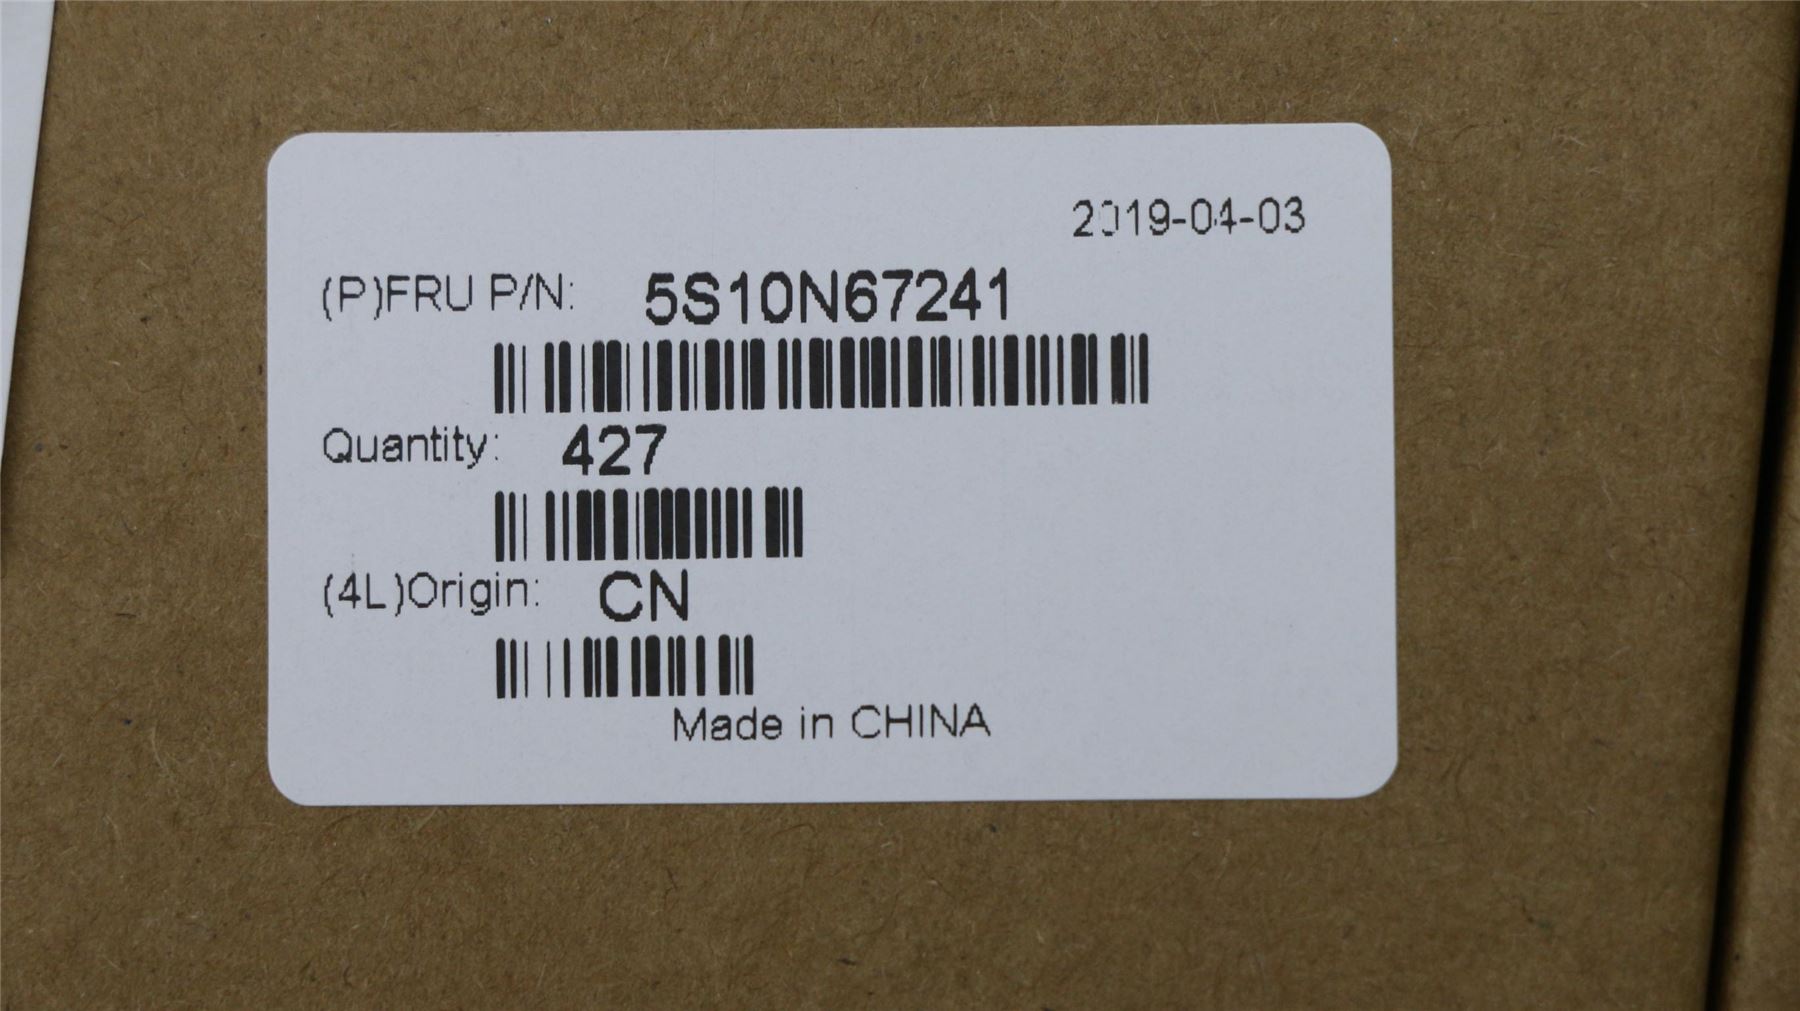 2019-04-03
(P)FRU P/N: 5S10N67241
Quantity: 427
(4L)Origin: CN
Made in CHINA